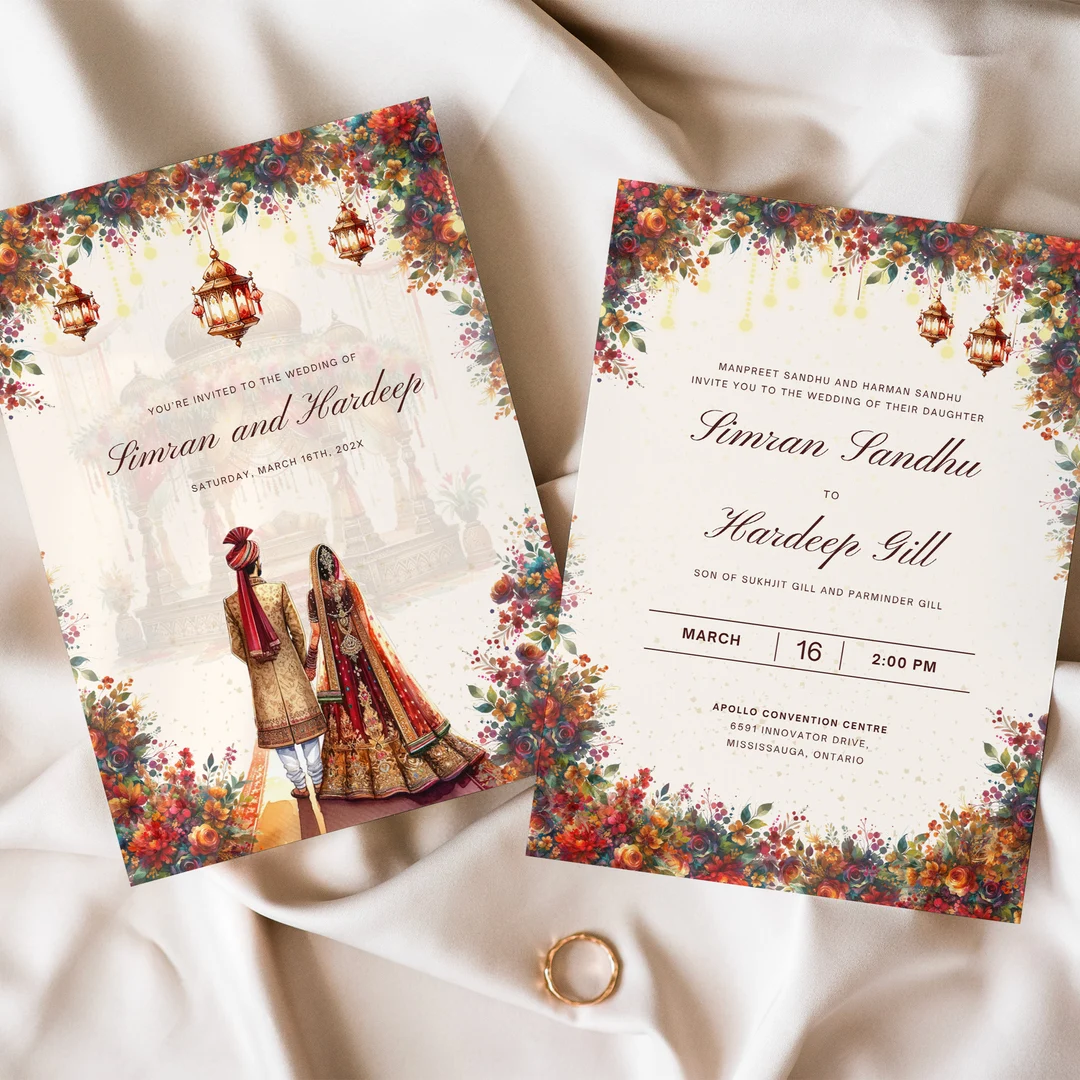 YOU'RE INVITED TO THE WEDDING OF
Simran and Hardeep
SATURDAY, MARCH 16TH, 202X
MANPREET SANDHU AND HARMAN SANDHU
INVITE YOU TO THE WEDDING OF THEIR DAUGHTER
Simran Sandhu
TO
Hardeep Gill
SON OF SUKHJIT GILL AND PARMINDER GILL
MARCH 16 2:00 PM
APOLLO CONVENTION CENTRE
6591 INNOVATOR DRIVE,
MISSISSAUGA, ONTARIO